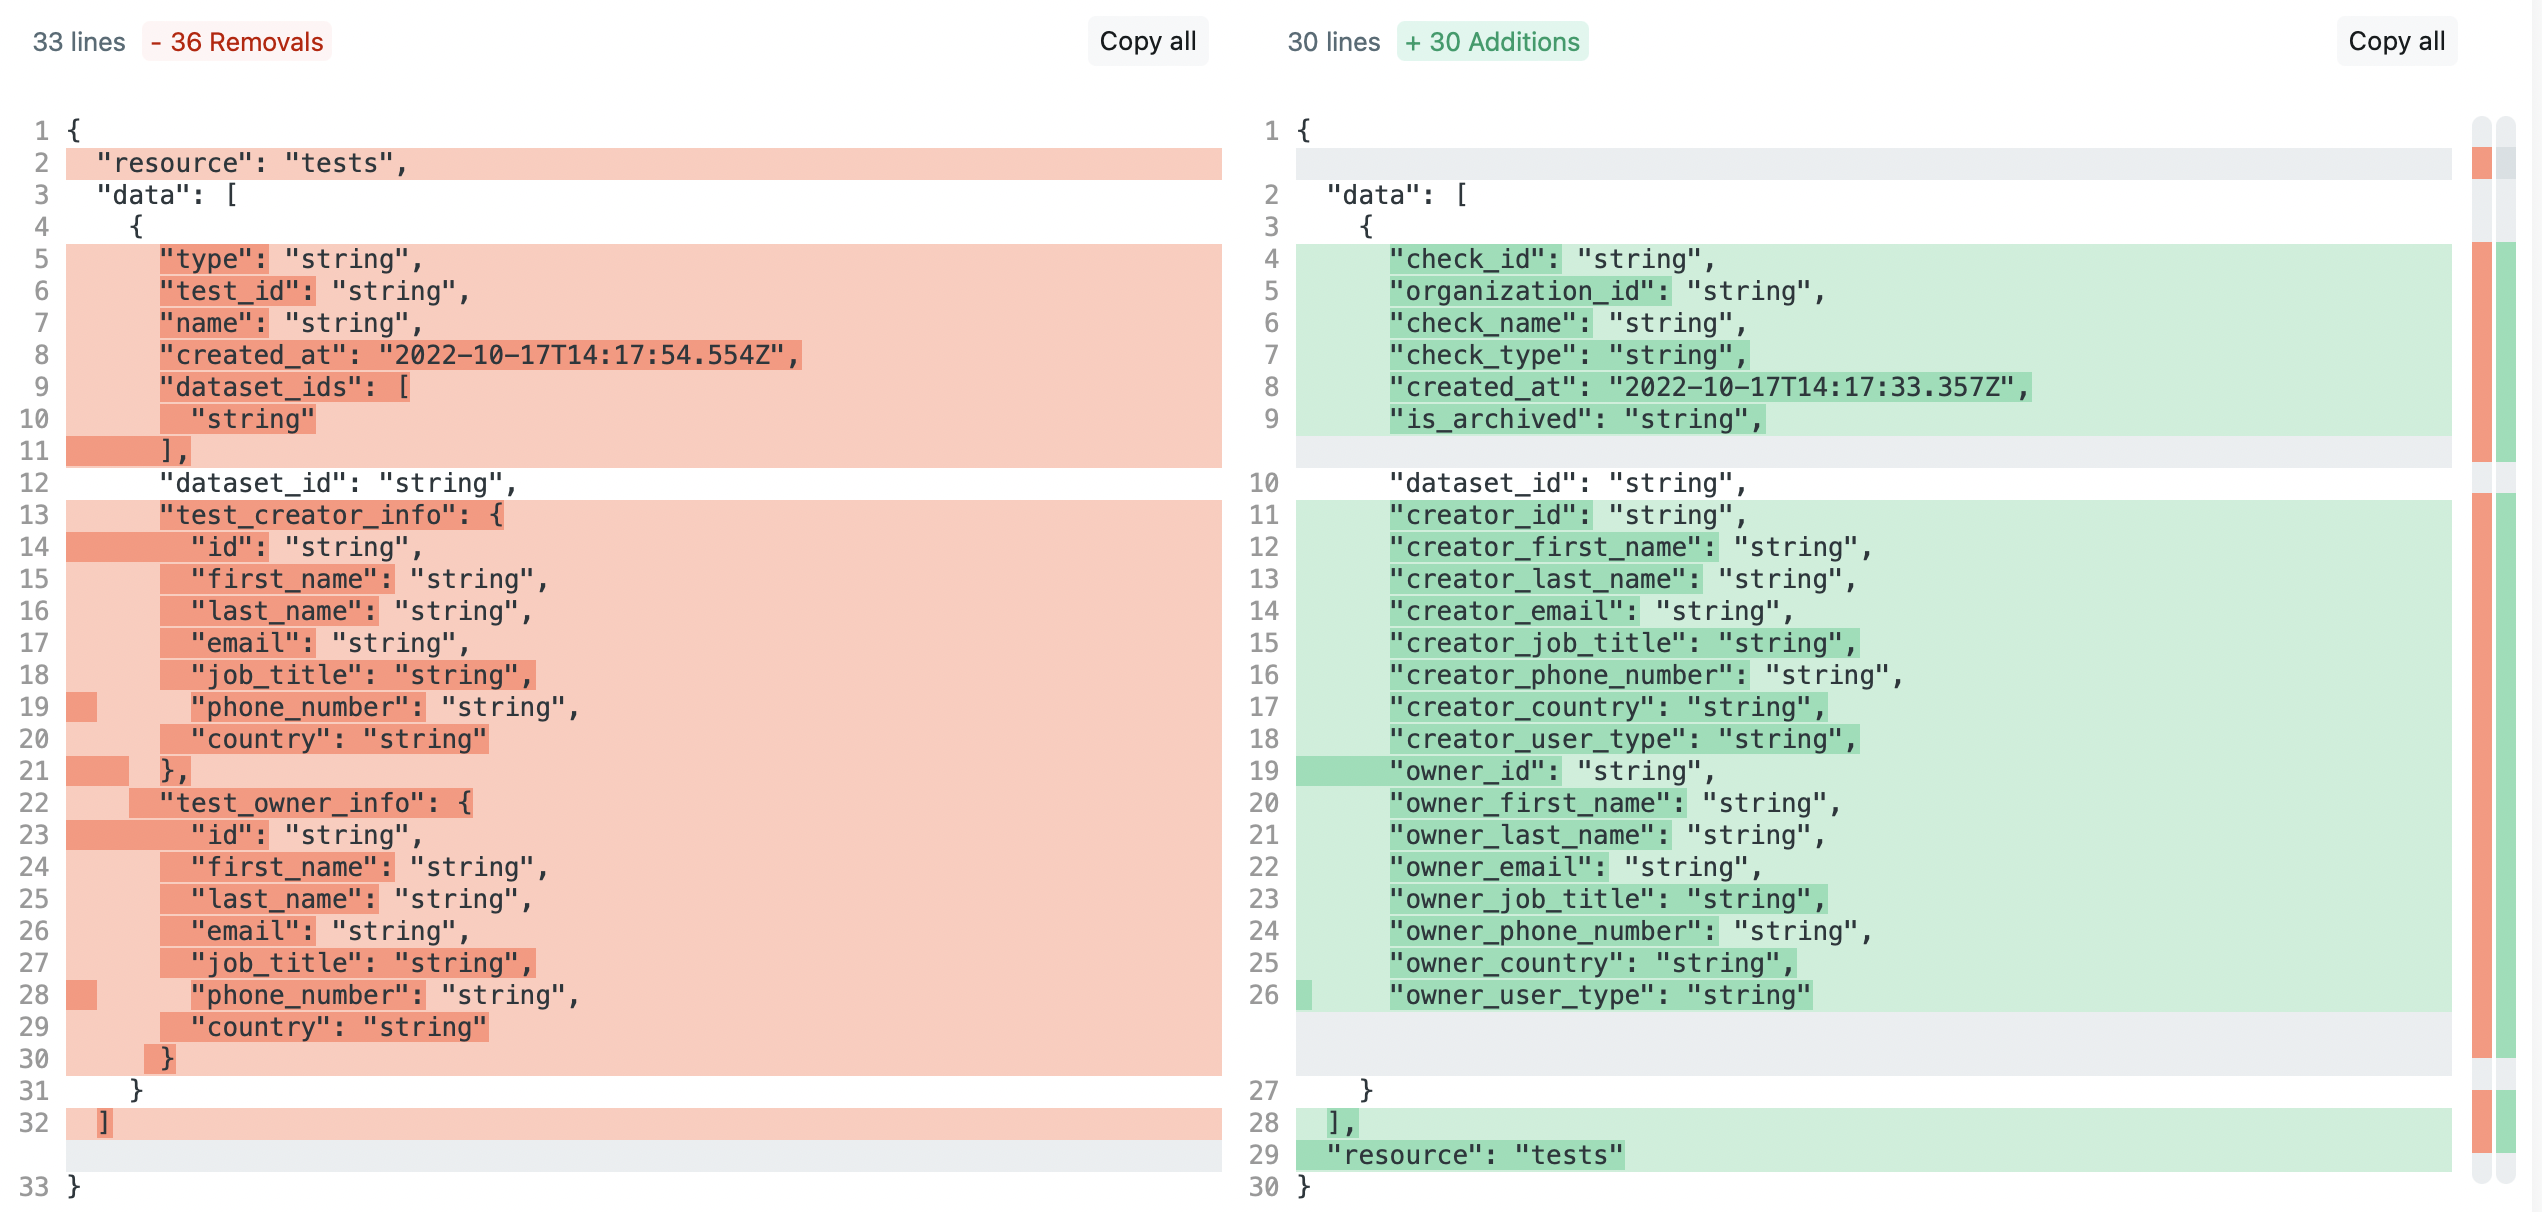 33 lines - 36 Removals Copy all
1 {
2   "resource": "tests",
3   "data": [
4     {
5       "type": "string",
6       "test_id": "string",
7       "name": "string",
8       "created_at": "2022-10-17T14:17:54.554Z",
9       "dataset_ids": [
10         "string"
11       ],
12       "dataset_id": "string",
13       "test_creator_info": {
14         "id": "string",
15         "first_name": "string",
16         "last_name": "string",
17         "email": "string",
18         "job_title": "string",
19         "phone_number": "string",
20         "country": "string"
21       },
22       "test_owner_info": {
23         "id": "string",
24         "first_name": "string",
25         "last_name": "string",
26         "email": "string",
27         "job_title": "string",
28         "phone_number": "string",
29         "country": "string"
30       }
31     }
32   ]
33 }
30 lines + 30 Additions Copy all
1 {
2   "data": [
3     {
4       "check_id": "string",
5       "organization_id": "string",
6       "check_name": "string",
7       "check_type": "string",
8       "created_at": "2022-10-17T14:17:33.357Z",
9       "is_archived": "string",
10       "dataset_id": "string",
11       "creator_id": "string",
12       "creator_first_name": "string",
13       "creator_last_name": "string",
14       "creator_email": "string",
15       "creator_job_title": "string",
16       "creator_phone_number": "string",
17       "creator_country": "string",
18       "creator_user_type": "string",
19       "owner_id": "string",
20       "owner_first_name": "string",
21       "owner_last_name": "string",
22       "owner_email": "string",
23       "owner_job_title": "string",
24       "owner_phone_number": "string",
25       "owner_country": "string",
26       "owner_user_type": "string"
27     }
28   ],
29   "resource": "tests"
30 }